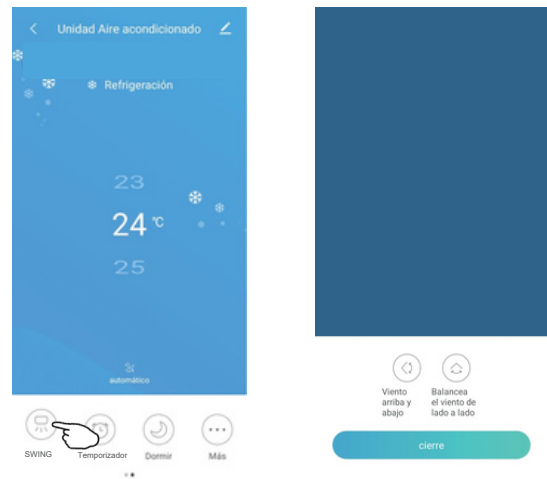 Unidad Aire acondicionado
Refrigeración
23
24 °C
25
automático
SWING
Temporizador
Dormir
Más
Viento
arriba y
abajo
Balancea
el viento de
lado a lado
cierre